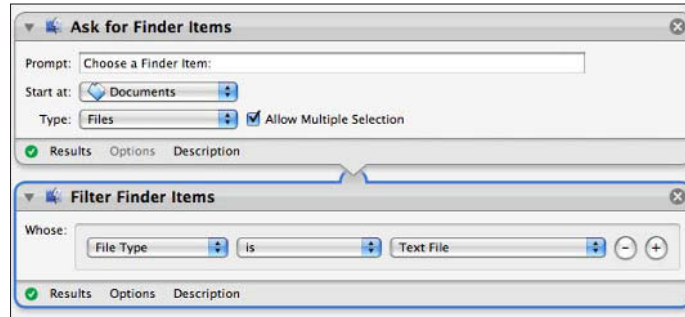 Ask for Finder Items
Prompt: Choose a Finder Item:
Start at: Documents
Type: Files Allow Multiple Selection
Results Options Description
Filter Finder Items
Whose:
File Type is Text File
Results Options Description